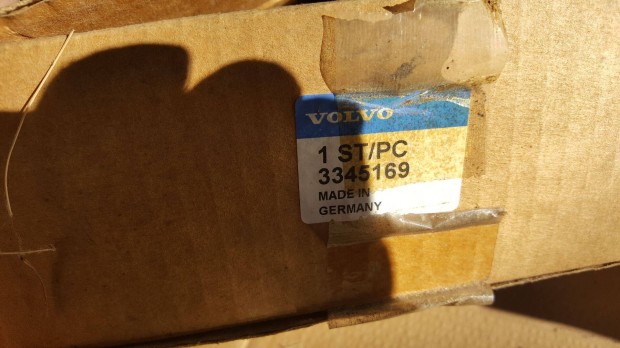 VOLVO
1 ST/PC
3345169
MADE IN
GERMANY